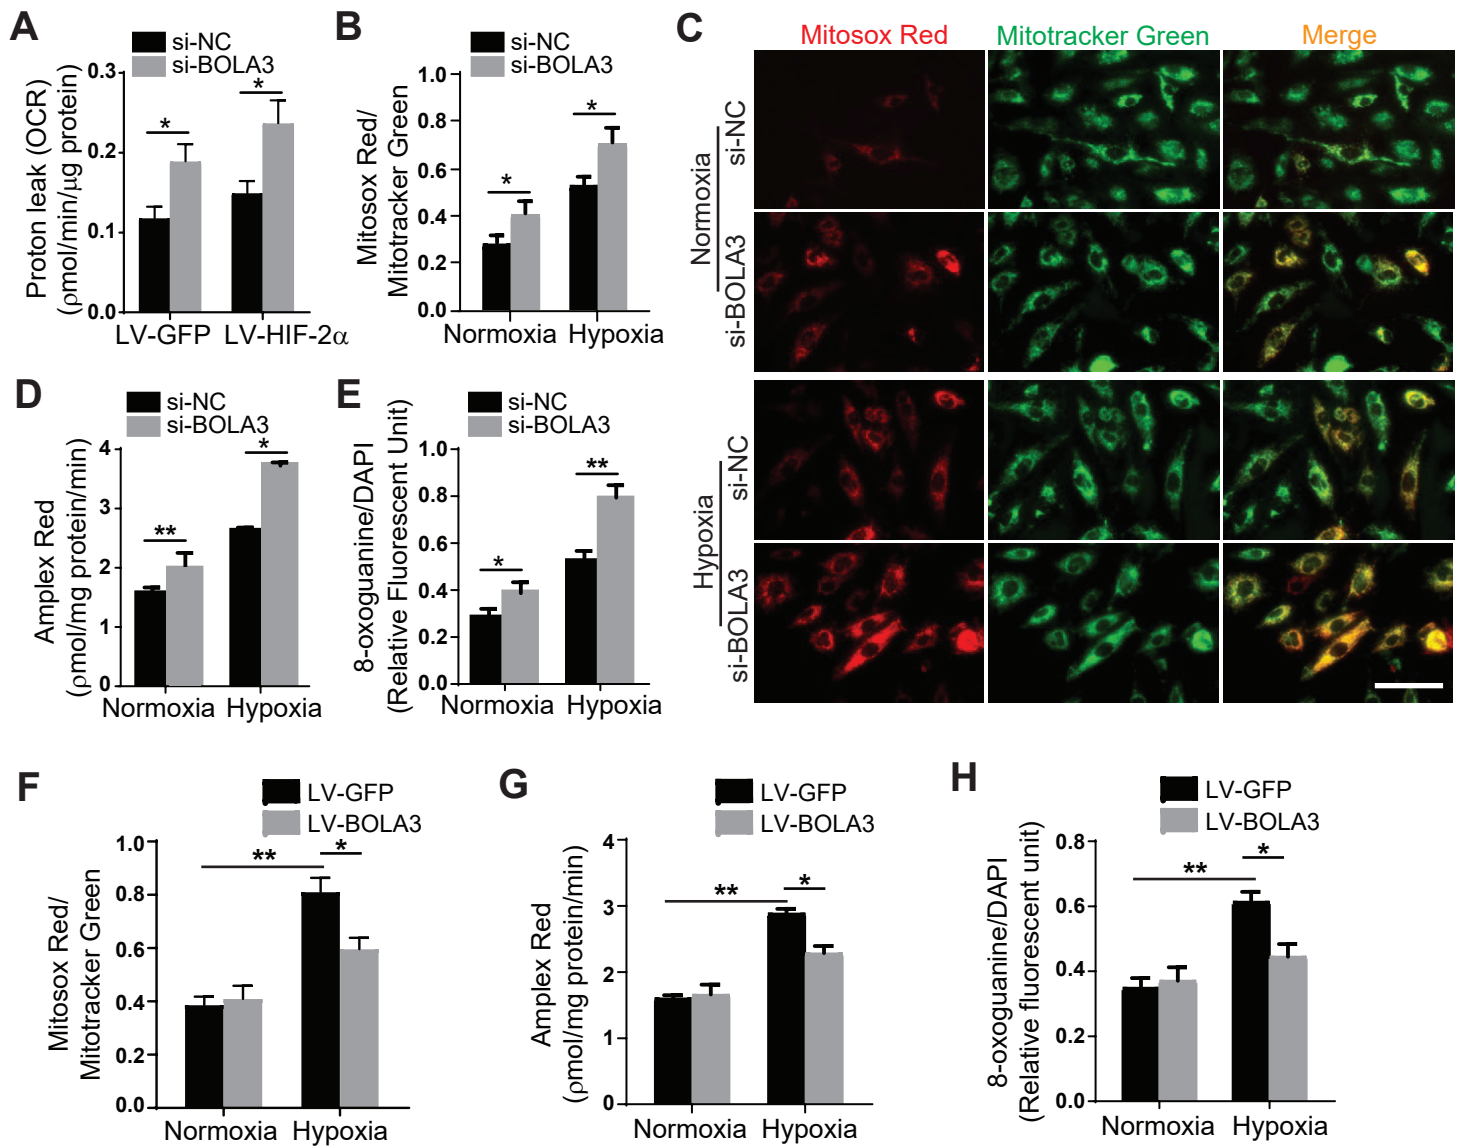 A
si-NC
si-BOLA3
Proton leak (OCR)
(ρmol/min/μg protein)
0.3
0.2
0.1
0.0
*
*
LV-GFP
LV-HIF-2α
B
si-NC
si-BOLA3
Mitosox Red/
Mitotracker Green
1.0
0.8
0.6
0.4
0.2
0.0
*
*
Normoxia
Hypoxia
C
Mitosox Red
Mitotracker Green
Merge
Normoxia
si-NC
si-BOLA3
Hypoxia
si-NC
si-BOLA3
D
si-NC
si-BOLA3
Amplex Red
(ρmol/mg protein/min)
4
3
2
1
0
**
*
Normoxia
Hypoxia
E
si-NC
si-BOLA3
8-oxoguanine/DAPI
(Relative Fluorescent Unit)
1.0
0.8
0.6
0.4
0.2
0.0
*
**
Normoxia
Hypoxia
F
LV-GFP
LV-BOLA3
Mitosox Red/
Mitotracker Green
1.0
0.8
0.6
0.4
0.2
0.0
**
*
Normoxia
Hypoxia
G
LV-GFP
LV-BOLA3
Amplex Red
(ρmol/mg protein/min)
4
3
2
1
0
**
*
Normoxia
Hypoxia
H
LV-GFP
LV-BOLA3
8-oxoguanine/DAPI
(Relative fluorescent unit)
0.8
0.6
0.4
0.2
0.0
**
*
Normoxia
Hypoxia